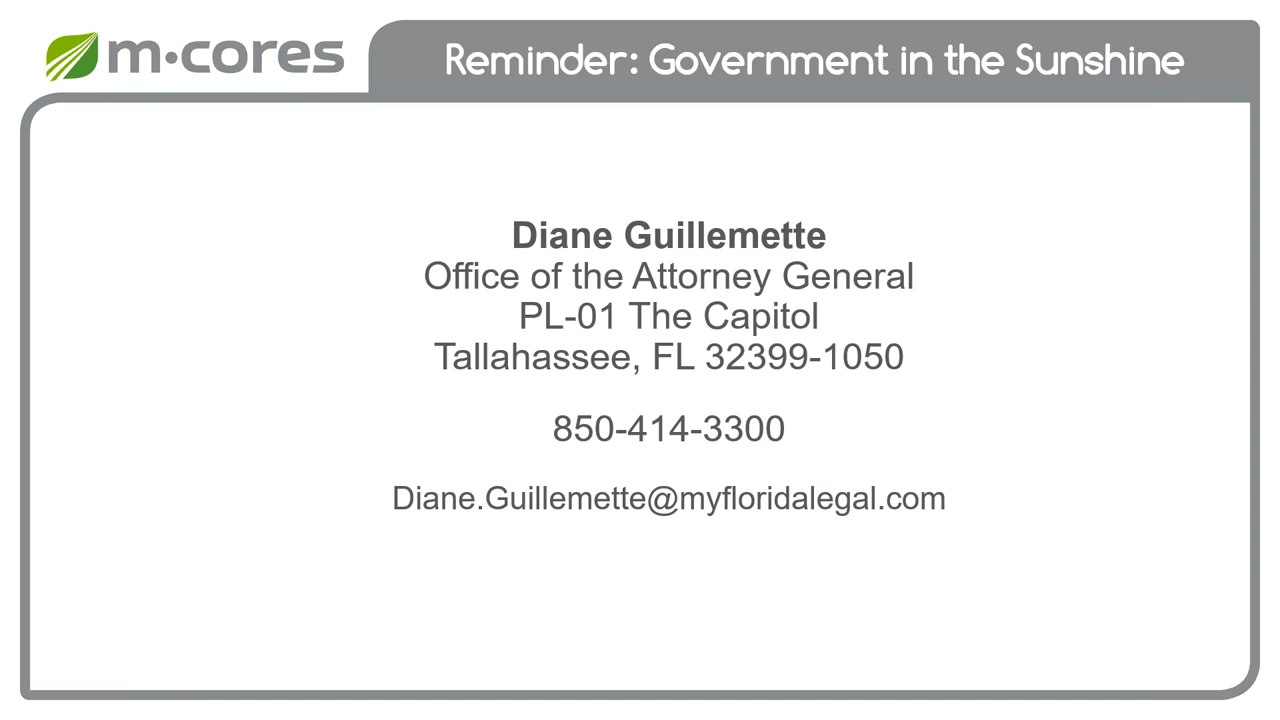 m·cores
Reminder: Government in the Sunshine
Diane Guillemette
Office of the Attorney General
PL-01 The Capitol
Tallahassee, FL 32399-1050
850-414-3300
Diane.Guillemette@myfloridalegal.com